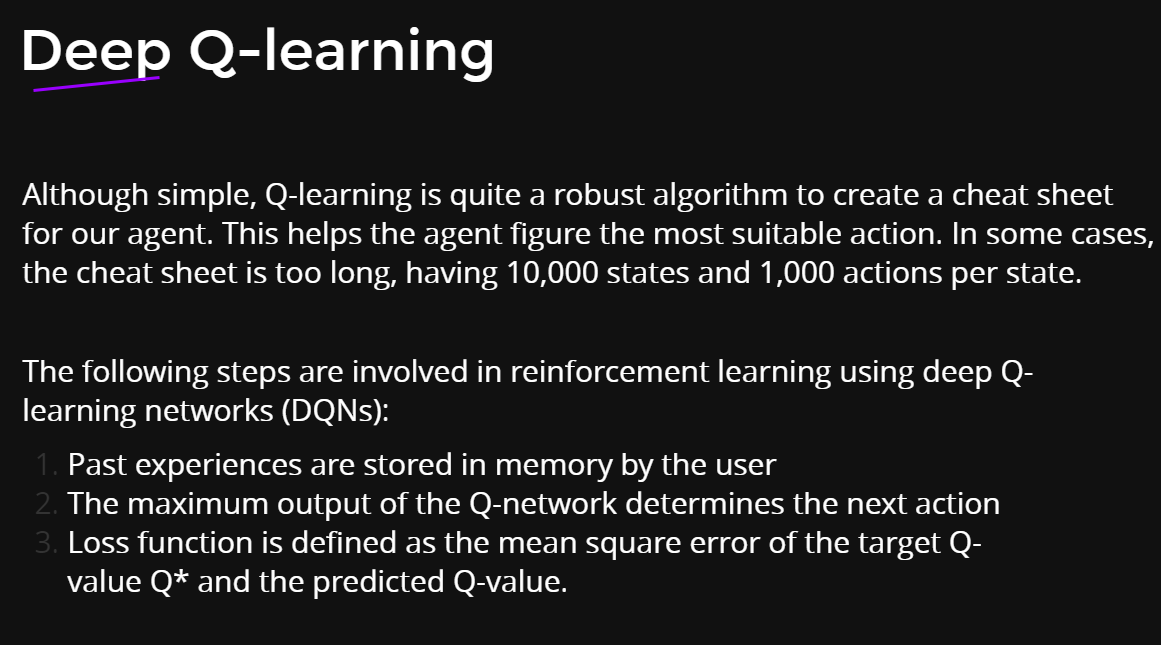 Deep Q-learning
Although simple, Q-learning is quite a robust algorithm to create a cheat sheet
for our agent. This helps the agent figure the most suitable action. In some cases,
the cheat sheet is too long, having 10,000 states and 1,000 actions per state.
The following steps are involved in reinforcement learning using deep Q-
learning networks (DQNs):
1. Past experiences are stored in memory by the user
2. The maximum output of the Q-network determines the next action
3. Loss function is defined as the mean square error of the target Q-
value Q* and the predicted Q-value.